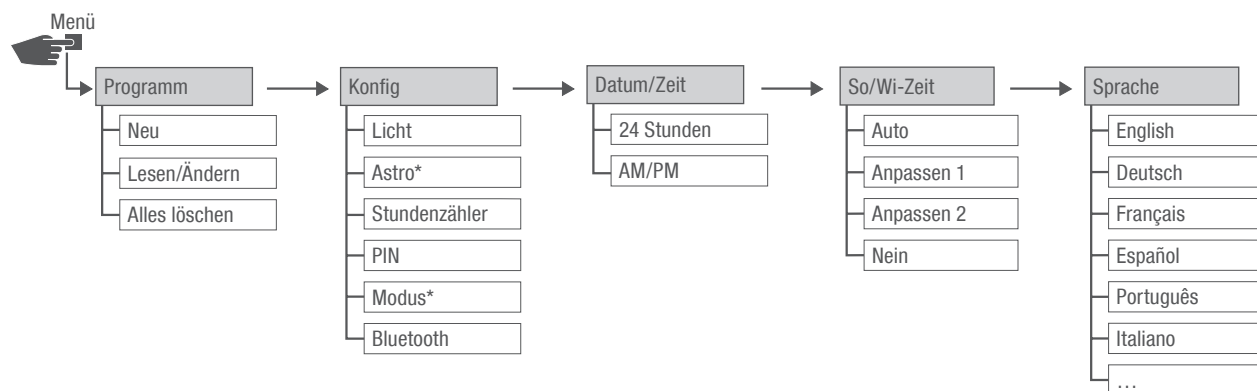 Menü
Programm
Neu
Lesen/Ändern
Alles löschen
Konfig
Licht
Astro*
Stundenzähler
PIN
Modus*
Bluetooth
Datum/Zeit
24 Stunden
AM/PM
So/Wi-Zeit
Auto
Anpassen 1
Anpassen 2
Nein
Sprache
English
Deutsch
Français
Español
Português
Italiano
…